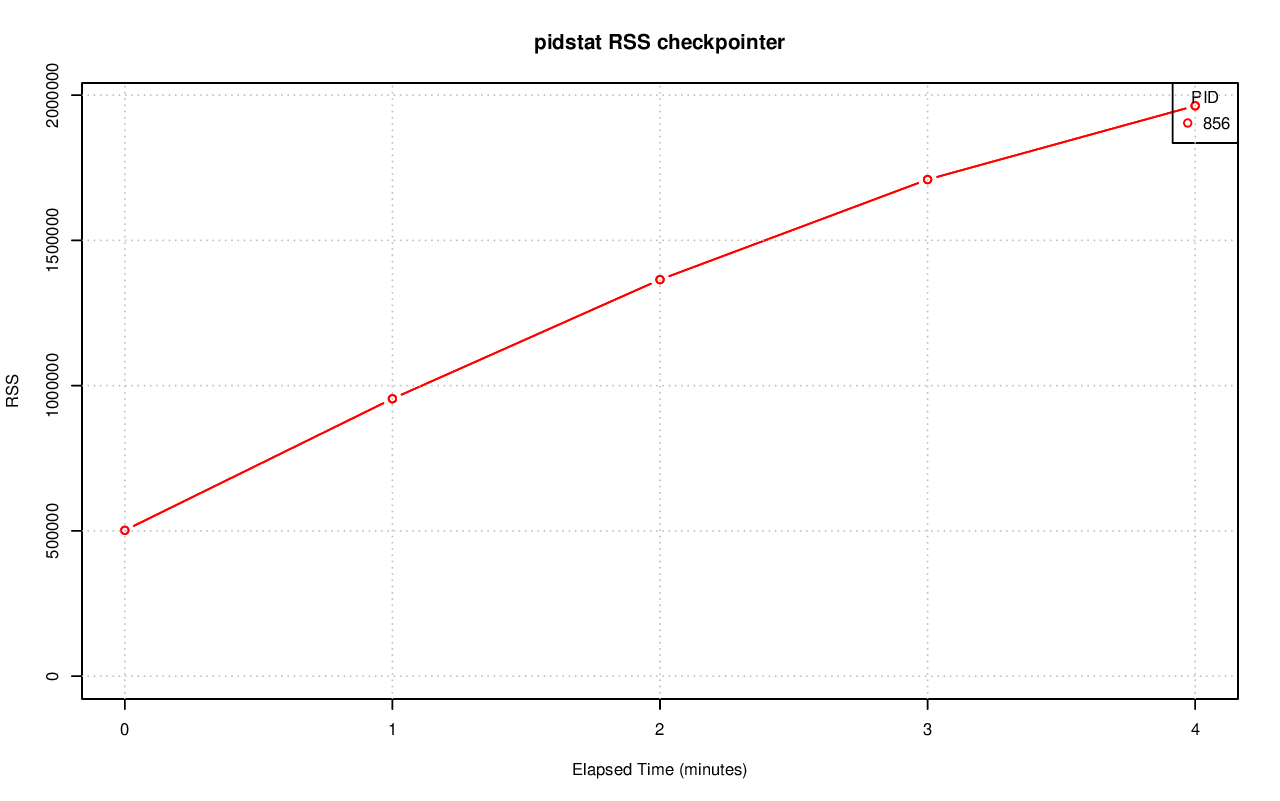 pidstat RSS checkpointer
PID
856
2000000
1500000
1000000
500000
0
RSS
0 1 2 3 4
Elapsed Time (minutes)